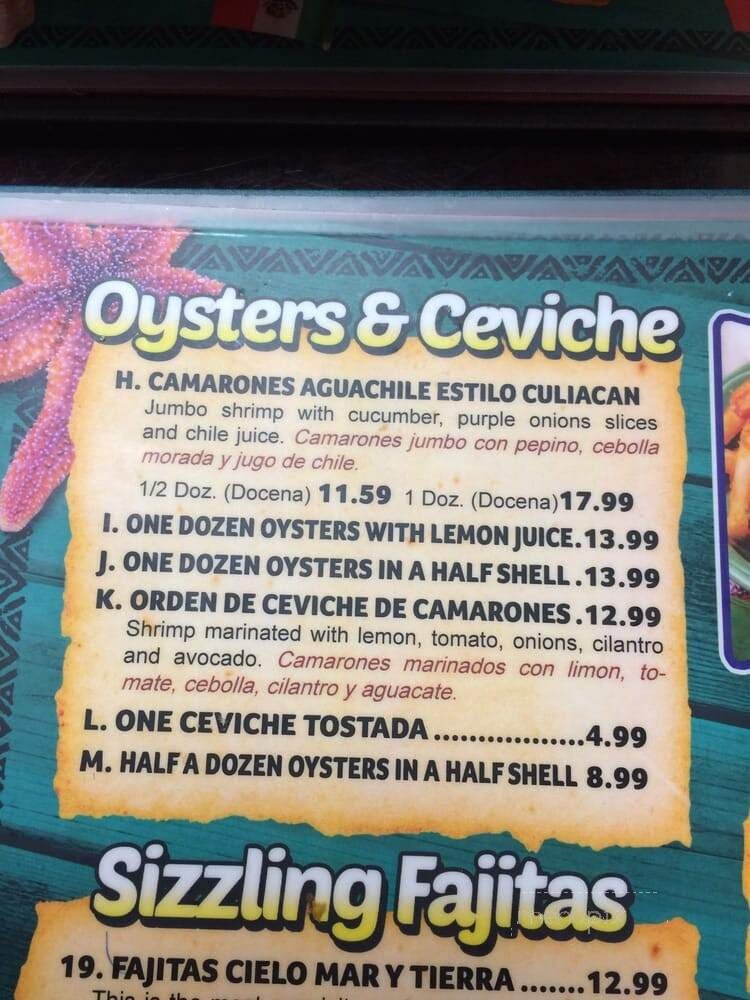 Oysters & Ceviche
H. CAMARONES AGUACHILE ESTILO CULIACAN
Jumbo shrimp with cucumber, purple onions slices
and chile juice. Camarones jumbo con pepino, cebolla
morada y jugo de chile.
1/2 Doz. (Docena) 11.59 1 Doz. (Docena)17.99
I. ONE DOZEN OYSTERS WITH LEMON JUICE.13.99
J. ONE DOZEN OYSTERS IN A HALF SHELL .13.99
K. ORDEN DE CEVICHE DE CAMARONES .12.99
Shrimp marinated with lemon, tomato, onions, cilantro
and avocado. Camarones marinados con limon, to-
mate, cebolla, cilantro y aguacate.
L. ONE CEVICHE TOSTADA .................4.99
M. HALF A DOZEN OYSTERS IN A HALF SHELL 8.99
Sizzling Fajitas
19. FAJITAS CIELO MAR Y TIERRA .......12.99
This is the